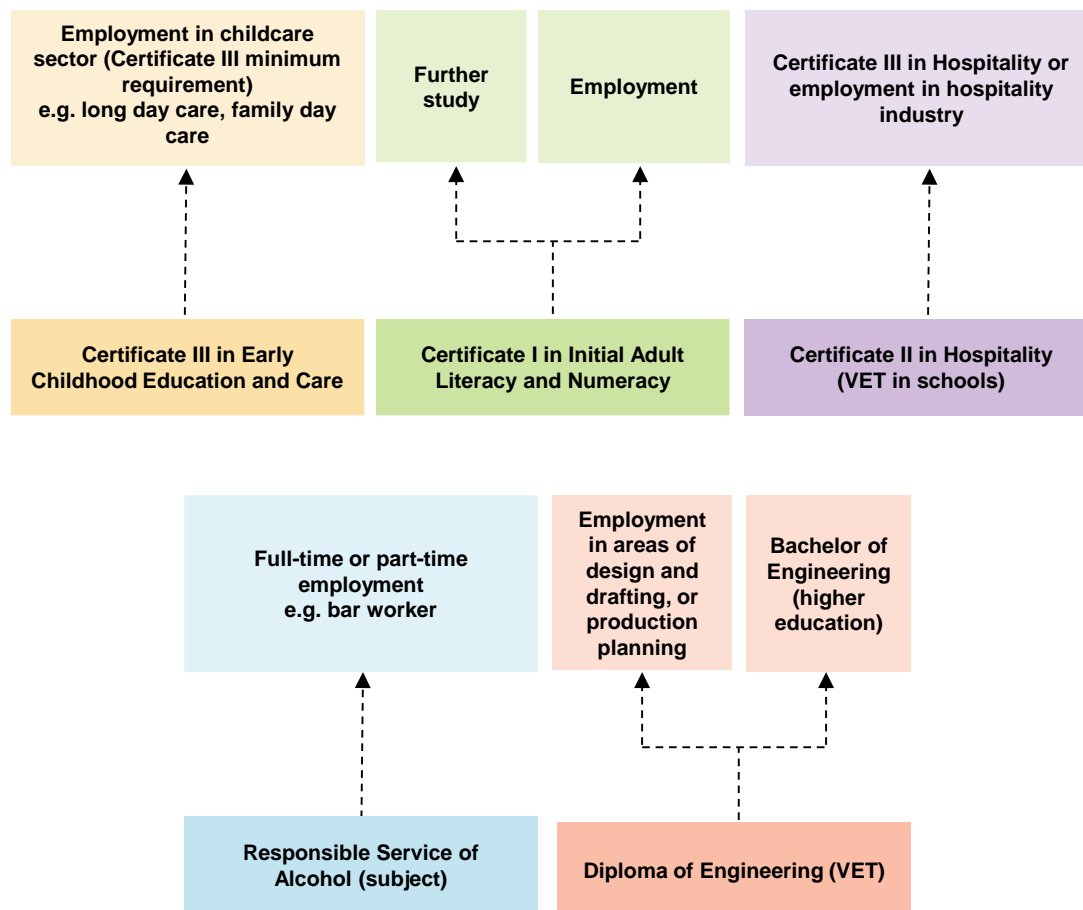 Employment in childcare
sector (Certificate III minimum
requirement)
e.g. long day care, family day
care
Further
study
Employment
Certificate III in Hospitality or
employment in hospitality
industry
Certificate III in Early
Childhood Education and Care
Certificate I in Initial Adult
Literacy and Numeracy
Certificate II in Hospitality
(VET in schools)
Full-time or part-time
employment
e.g. bar worker
Employment
in areas of
design and
drafting, or
production
planning
Bachelor of
Engineering
(higher
education)
Responsible Service of
Alcohol (subject)
Diploma of Engineering (VET)